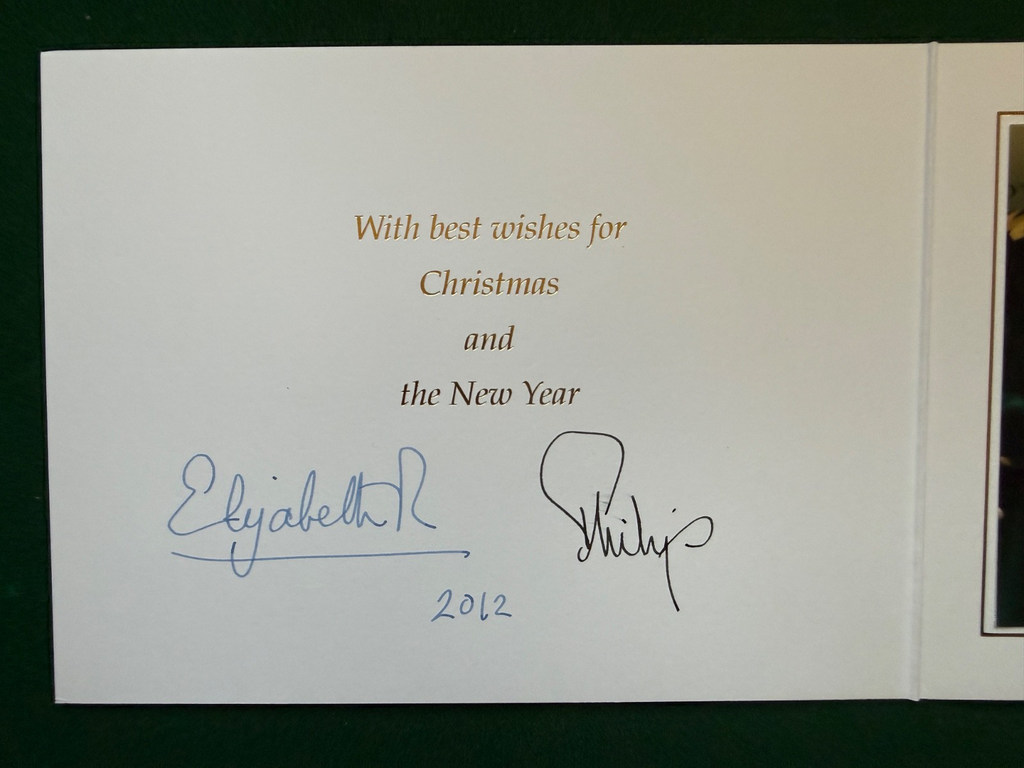 With best wishes for
Christmas
and
the New Year
Elizabeth R Philip
2012